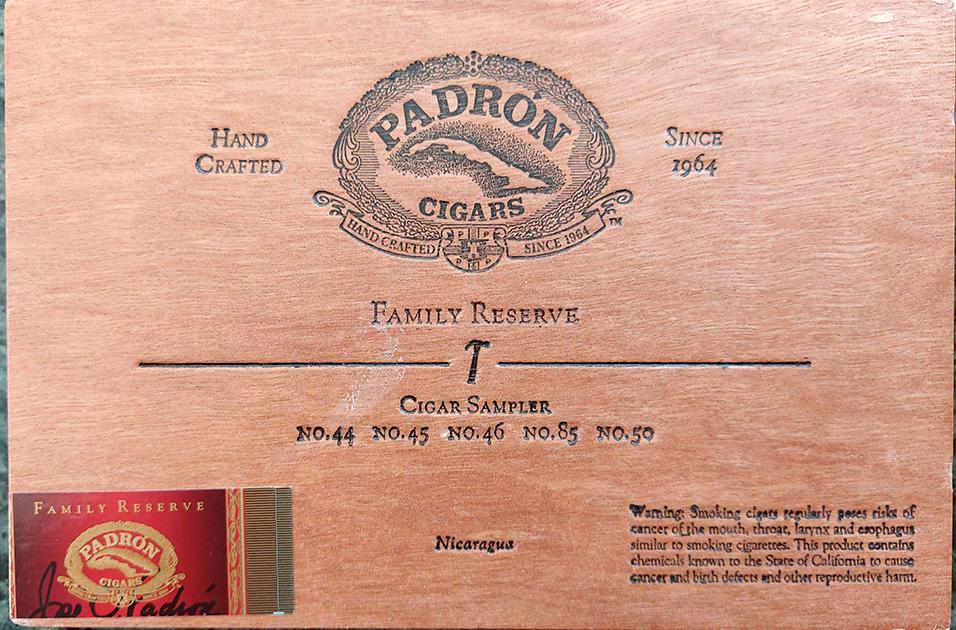 PADRÓN
HAND
CRAFTED
SINCE
1964
CIGARS
HAND CRAFTED
SINCE 1964
TM
FAMILY RESERVE
CIGAR SAMPLER
NO.44 NO.45 NO.46 NO.85 NO.50
FAMILY RESERVE
PADRÓN
CIGARS
Nicaragua
Warning: Smoking cigars regularly poses risks of
cancer of the mouth, throat, larynx and esophagus
similar to smoking cigarettes. This product contains
chemicals known to the State of California to cause
cancer and birth defects and other reproductive harm.